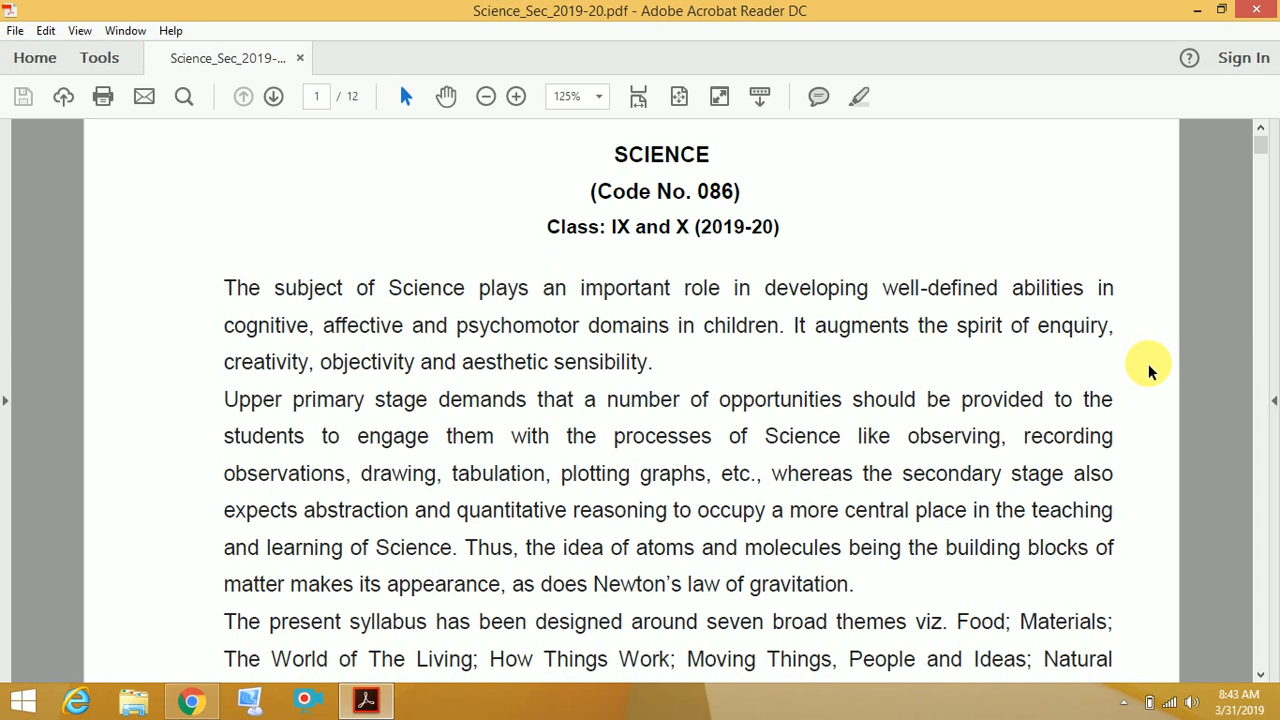 Science_Sec_2019-20.pdf - Adobe Acrobat Reader DC
File Edit View Window Help
Home Tools Science_Sec_2019-... × Sign In
1 / 12 125%
SCIENCE
(Code No. 086)
Class: IX and X (2019-20)
The subject of Science plays an important role in developing well-defined abilities in
cognitive, affective and psychomotor domains in children. It augments the spirit of enquiry,
creativity, objectivity and aesthetic sensibility.
Upper primary stage demands that a number of opportunities should be provided to the
students to engage them with the processes of Science like observing, recording
observations, drawing, tabulation, plotting graphs, etc., whereas the secondary stage also
expects abstraction and quantitative reasoning to occupy a more central place in the teaching
and learning of Science. Thus, the idea of atoms and molecules being the building blocks of
matter makes its appearance, as does Newton's law of gravitation.
The present syllabus has been designed around seven broad themes viz. Food; Materials;
The World of The Living; How Things Work; Moving Things, People and Ideas; Natural
8:43 AM
3/31/2019